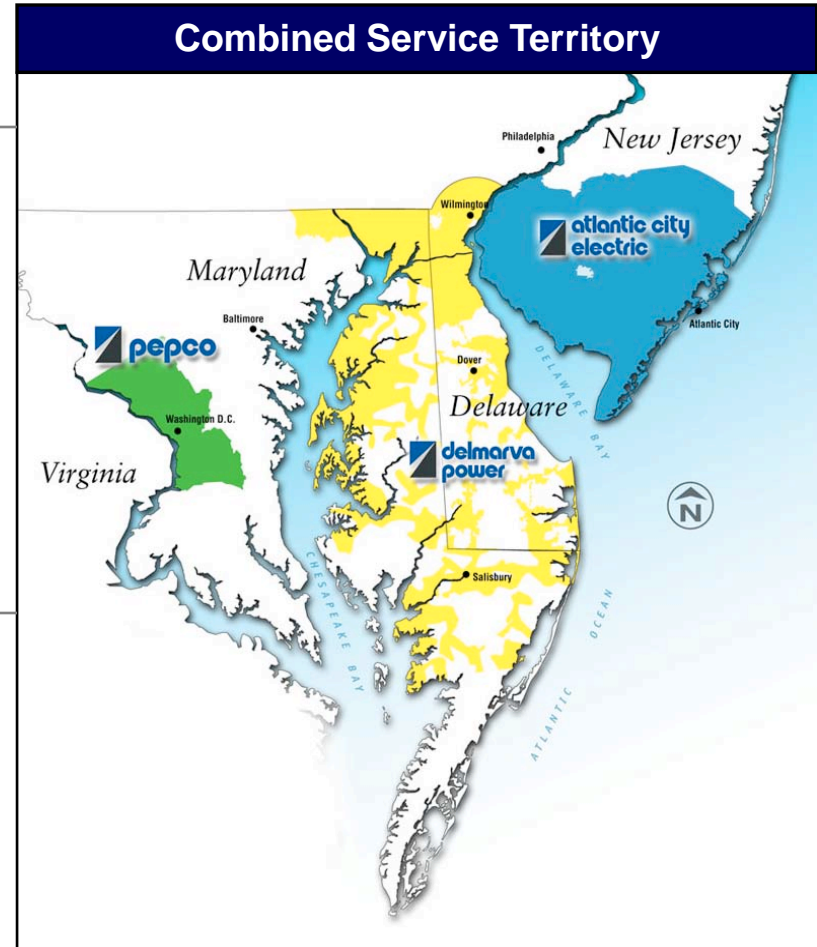 Combined Service Territory
Philadelphia
New Jersey
Wilmington
atlantic city
electric
Maryland
Baltimore
Atlantic City
pepco
DELAWARE BAY
Dover
Delaware
Washington D.C.
delmarva
power
Virginia
N
CHESAPEAKE BAY
Salisbury
ATLANTIC OCEAN